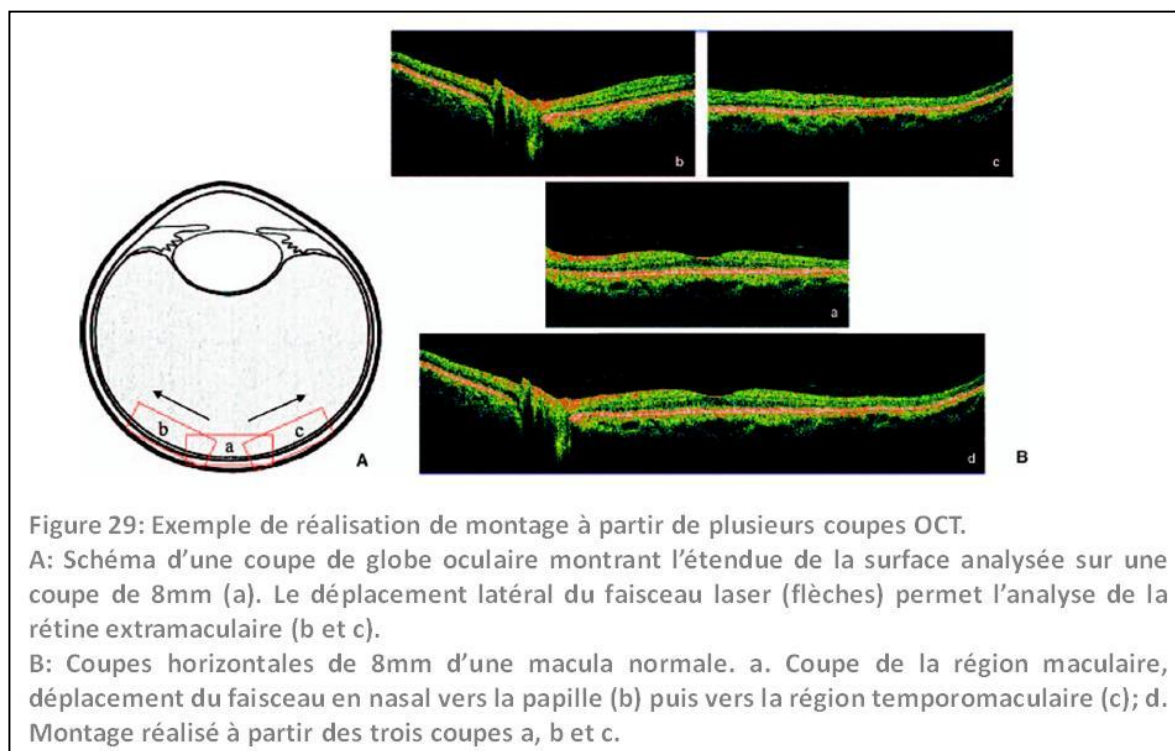 b
c
a
b
a
c
A
d
B
Figure 29: Exemple de réalisation de montage à partir de plusieurs coupes OCT.
A: Schéma d’une coupe de globe oculaire montrant l’étendue de la surface analysée sur une
coupe de 8mm (a). Le déplacement latéral du faisceau laser (flèches) permet l’analyse de la
rétine extramaculaire (b et c).
B: Coupes horizontales de 8mm d’une macula normale. a. Coupe de la région maculaire,
déplacement du faisceau en nasal vers la papille (b) puis vers la région temporomaculaire (c); d.
Montage réalisé à partir des trois coupes a, b et c.